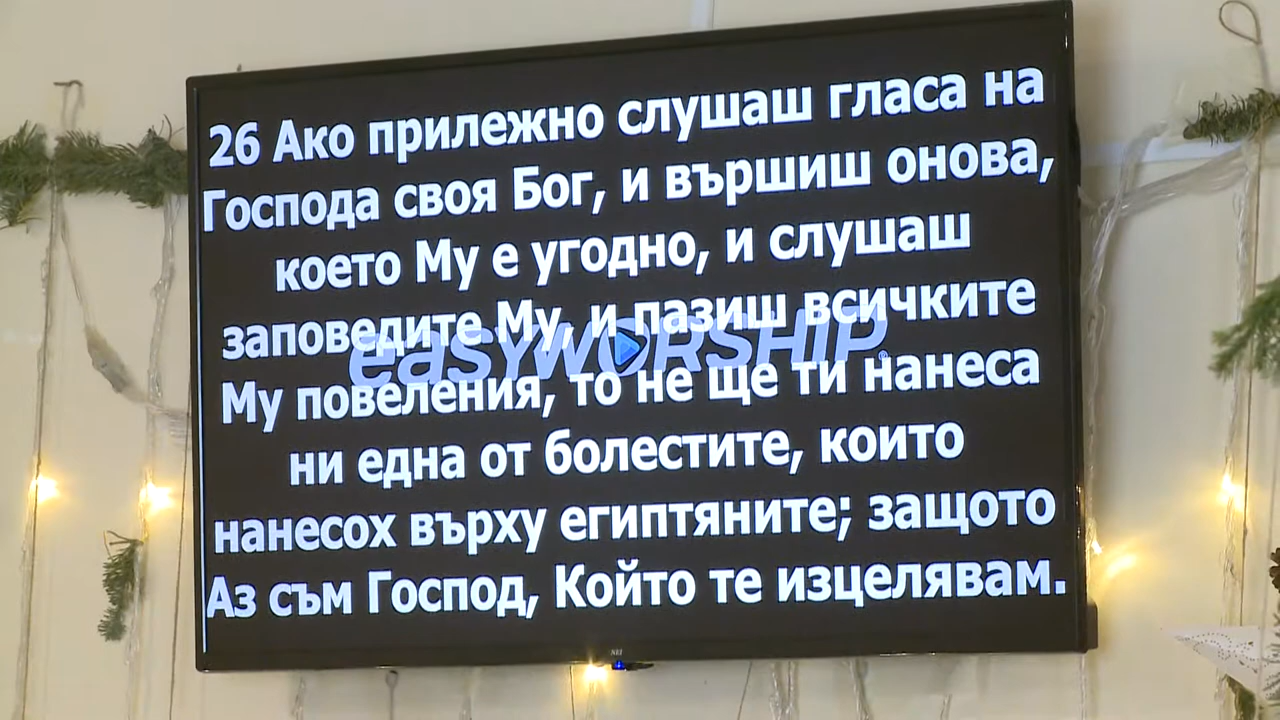 26 Ако прилежно слушаш гласа на
Господа своя Бог, и вършиш онова,
което Му е угодно, и слушаш
заповедите Му, и пазиш всичките
easyWORSHIP®
Му повеления, то не ще ти нанеса
ни една от болестите, които
нанесох върху египтяните; защото
Аз съм Господ, Който те изцелявам.
NEI